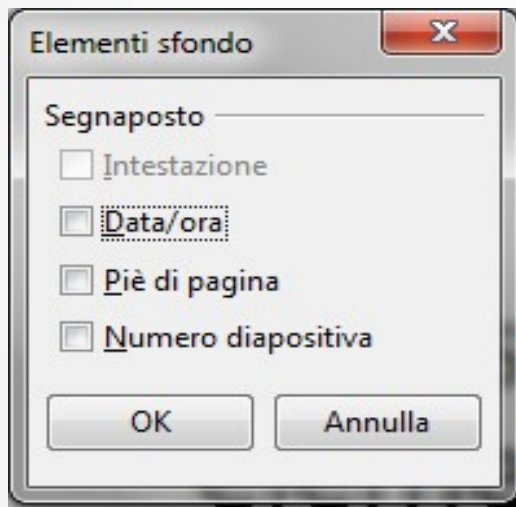 Elementi sfondo
Segnaposto
Intestazione
Data/ora
Piè di pagina
Numero diapositiva
OK Annulla